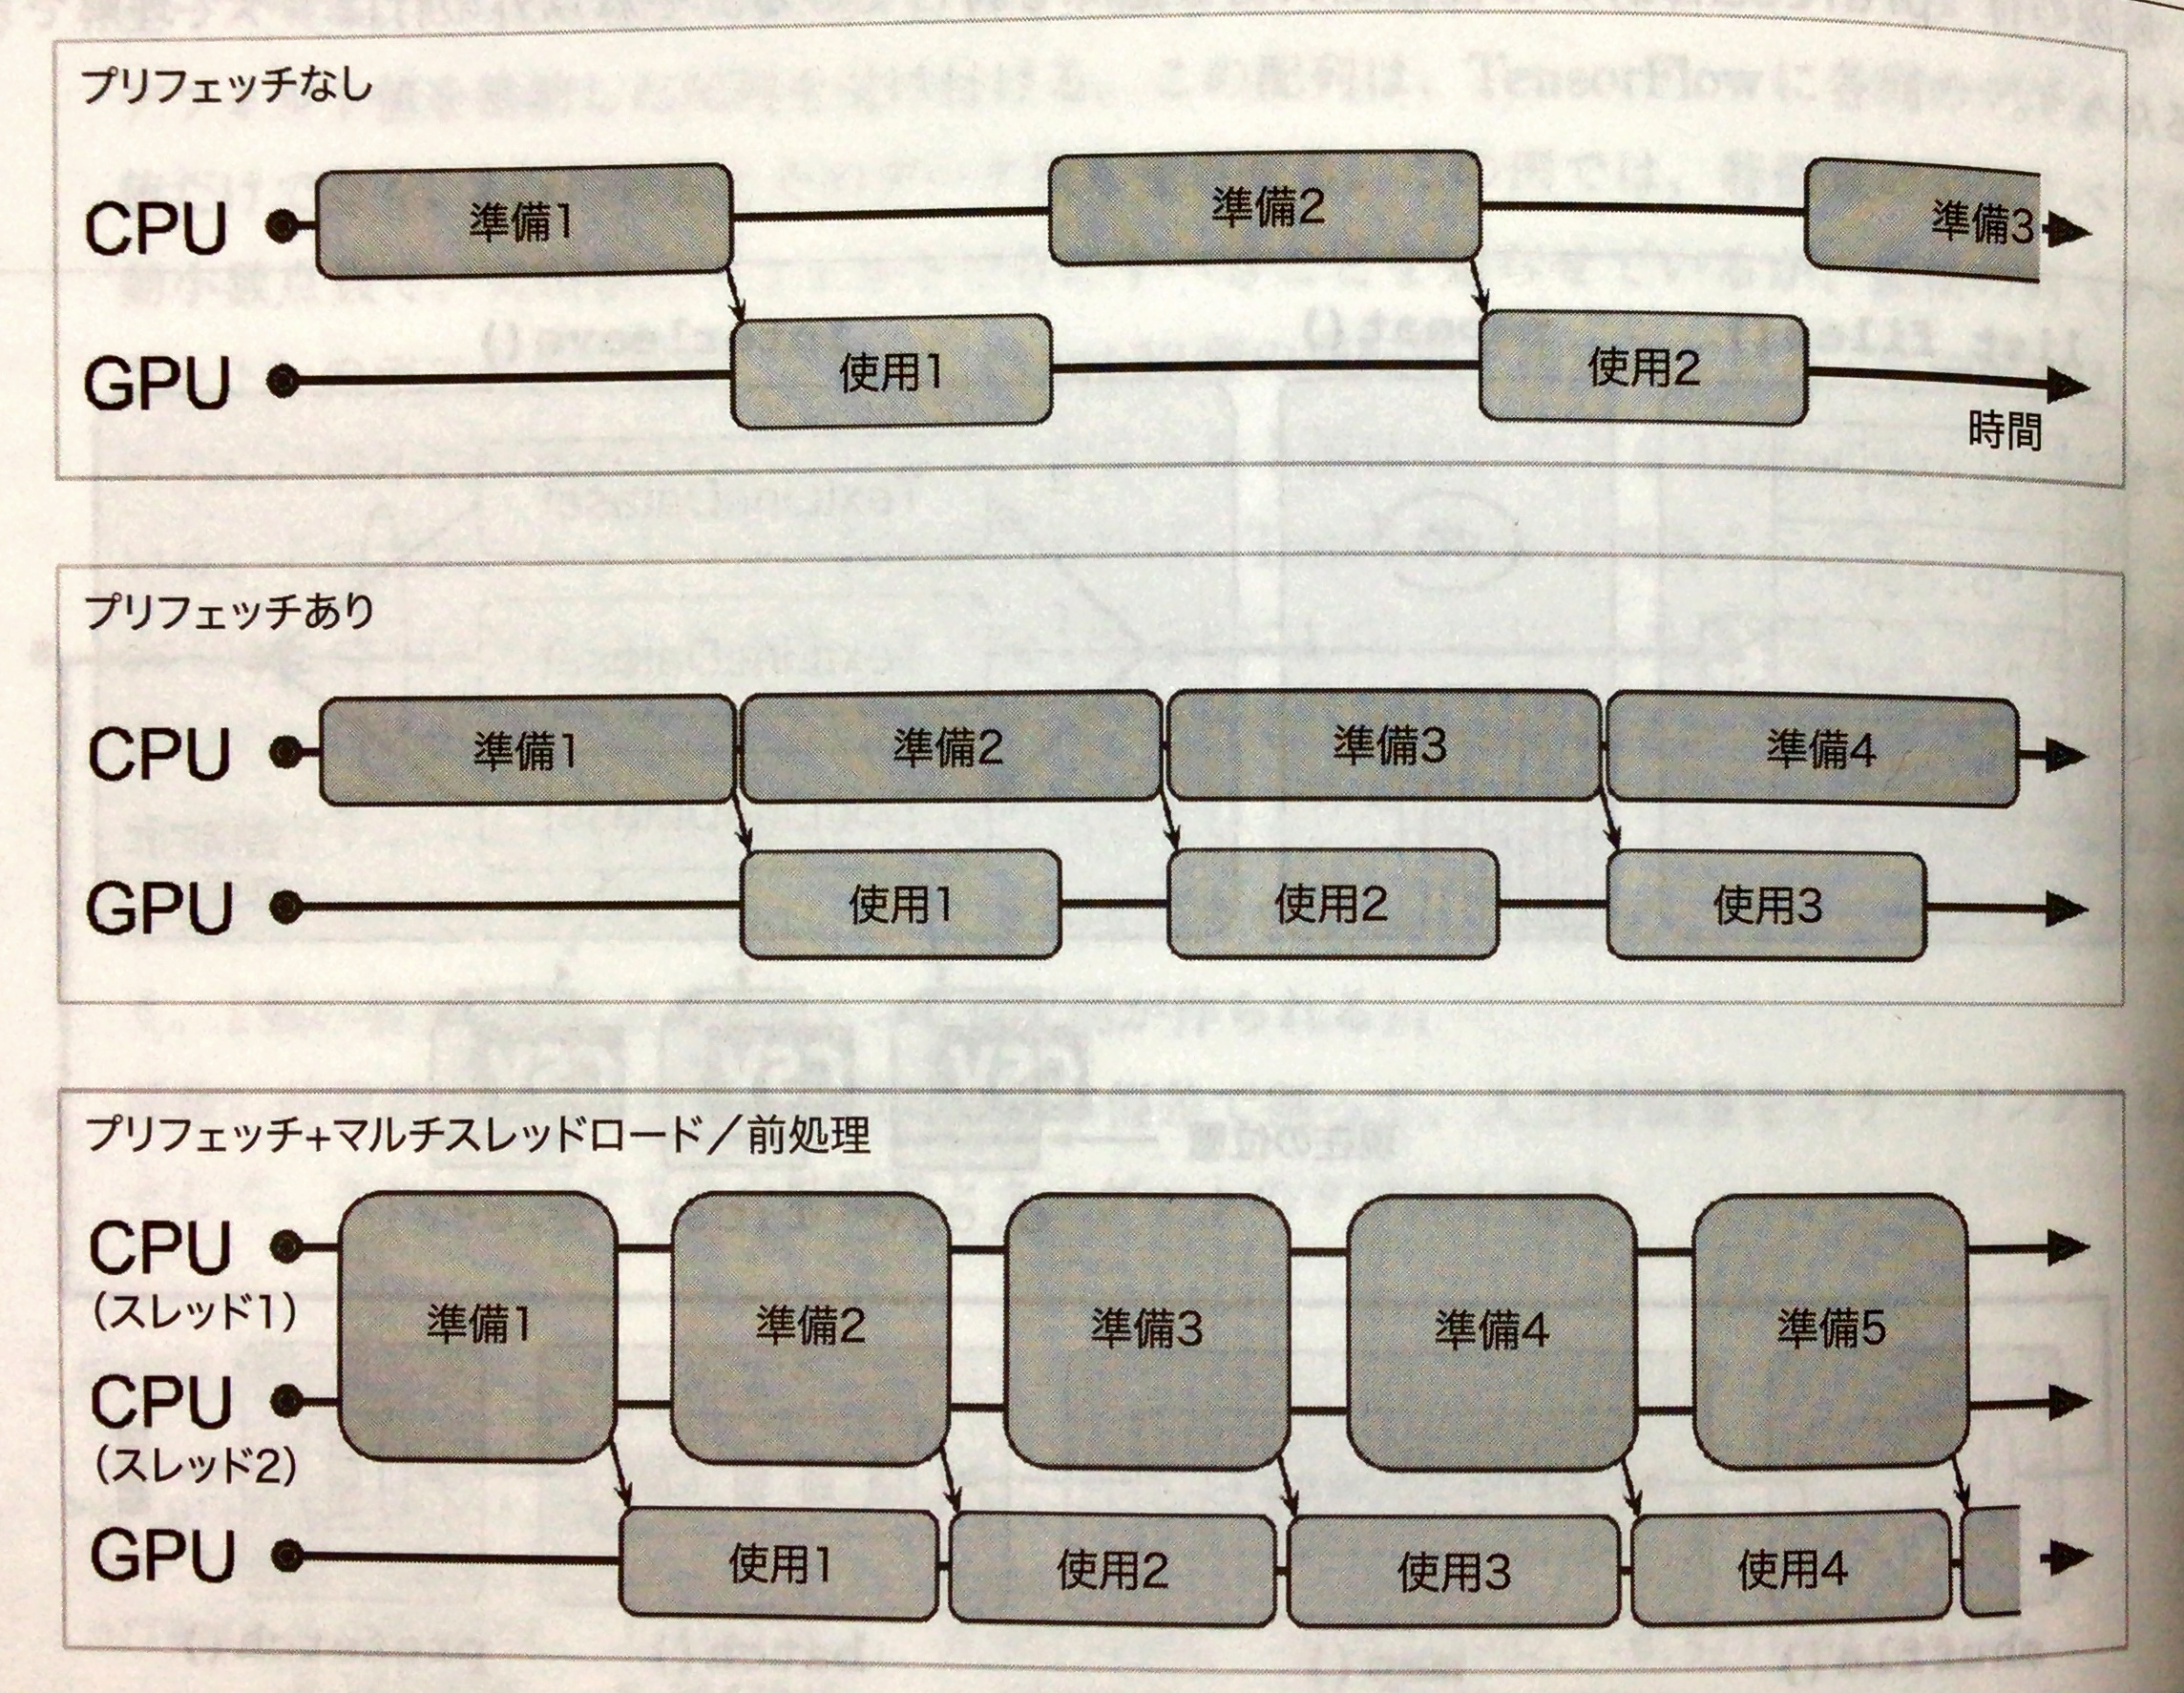 プリフェッチなし
CPU 準備1 準備2 準備3
GPU 使用1 使用2
時間
プリフェッチあり
CPU 準備1 準備2 準備3 準備4
GPU 使用1 使用2 使用3
プリフェッチ+マルチスレッドロード／前処理
CPU
(スレッド1)
準備1 準備2 準備3 準備4 準備5
CPU
(スレッド2)
GPU 使用1 使用2 使用3 使用4